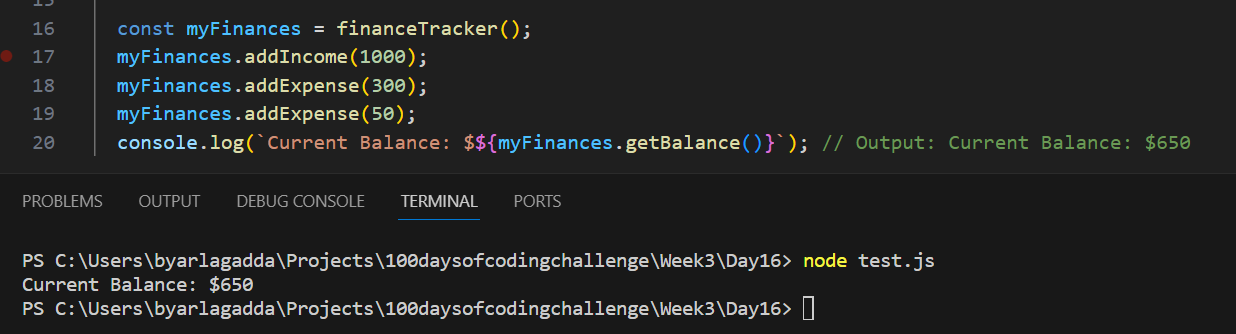 15
16 const myFinances = financeTracker();
17 myFinances.addIncome(1000);
18 myFinances.addExpense(300);
19 myFinances.addExpense(50);
20 console.log(`Current Balance: $${myFinances.getBalance()}`); // Output: Current Balance: $650
PROBLEMS OUTPUT DEBUG CONSOLE TERMINAL PORTS
PS C:\Users\byarlagadda\Projects\100daysofcodingchallenge\Week3\Day16> node test.js
Current Balance: $650
PS C:\Users\byarlagadda\Projects\100daysofcodingchallenge\Week3\Day16>